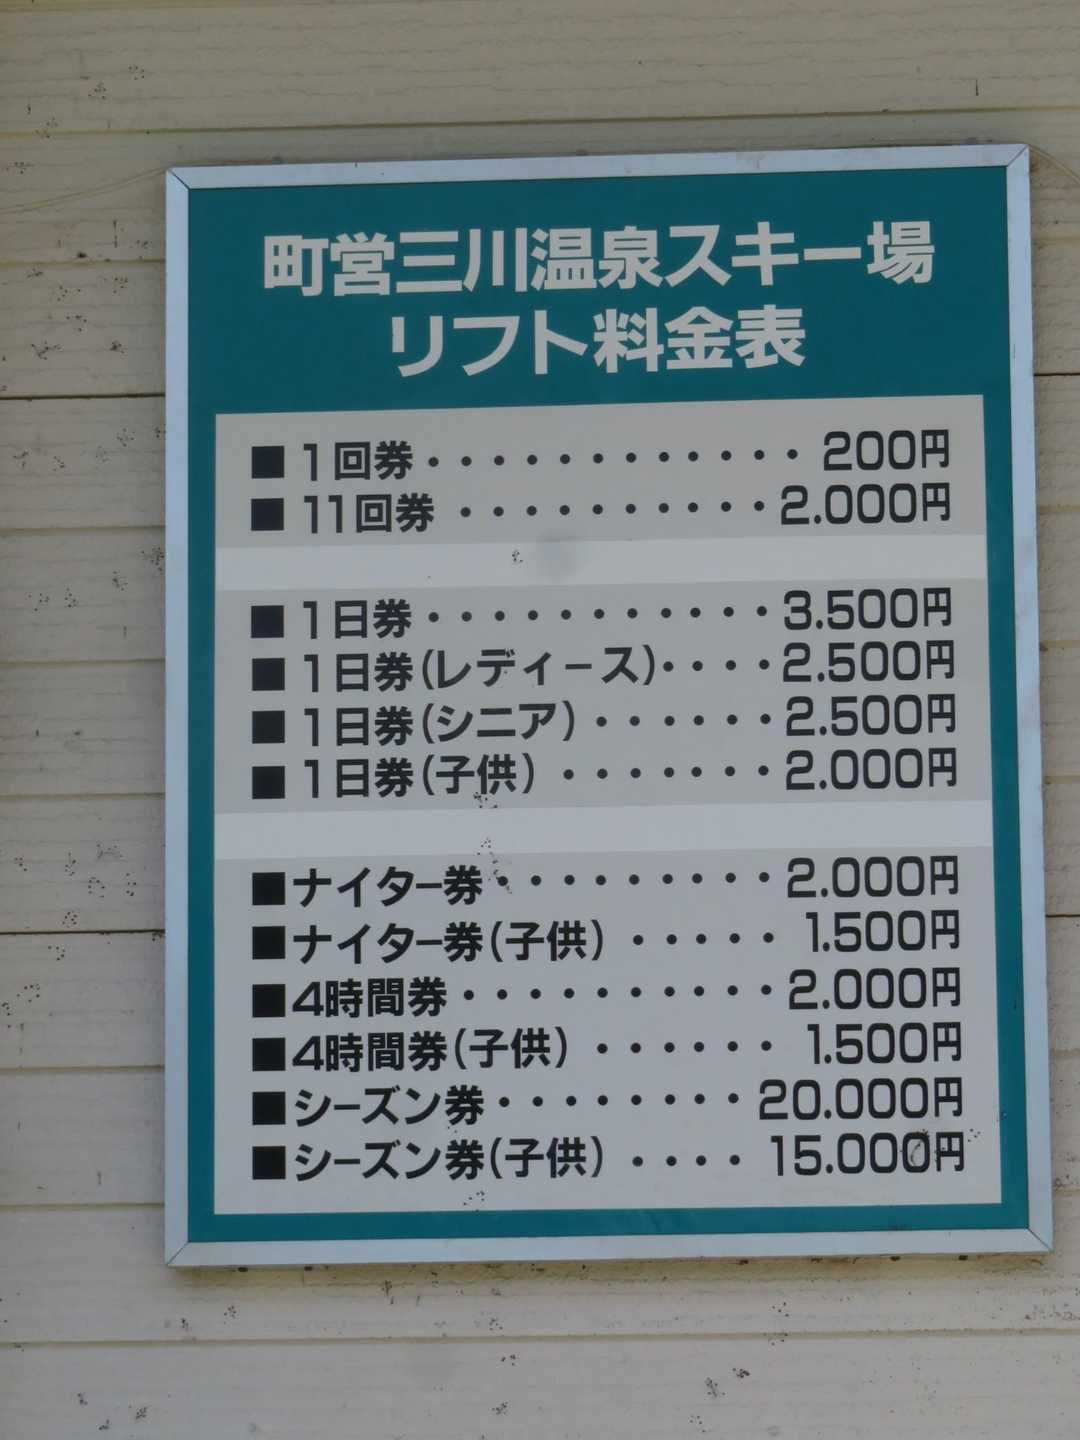 町営三川温泉スキー場
リフト料金表
■1回券・・・・・・・・・・・・・200円
■11回券・・・・・・・・・・2.000円
■1日券・・・・・・・・・・・3.500円
■1日券(レディース)・・・・2.500円
■1日券(シニア)・・・・・・2.500円
■1日券(子供)・・・・・・・2.000円
■ナイター券・・・・・・・・・2.000円
■ナイター券(子供)・・・・・1.500円
■4時間券・・・・・・・・・・2.000円
■4時間券(子供)・・・・・・1.500円
■シーズン券・・・・・・・・20.000円
■シーズン券(子供)・・・・15.000円